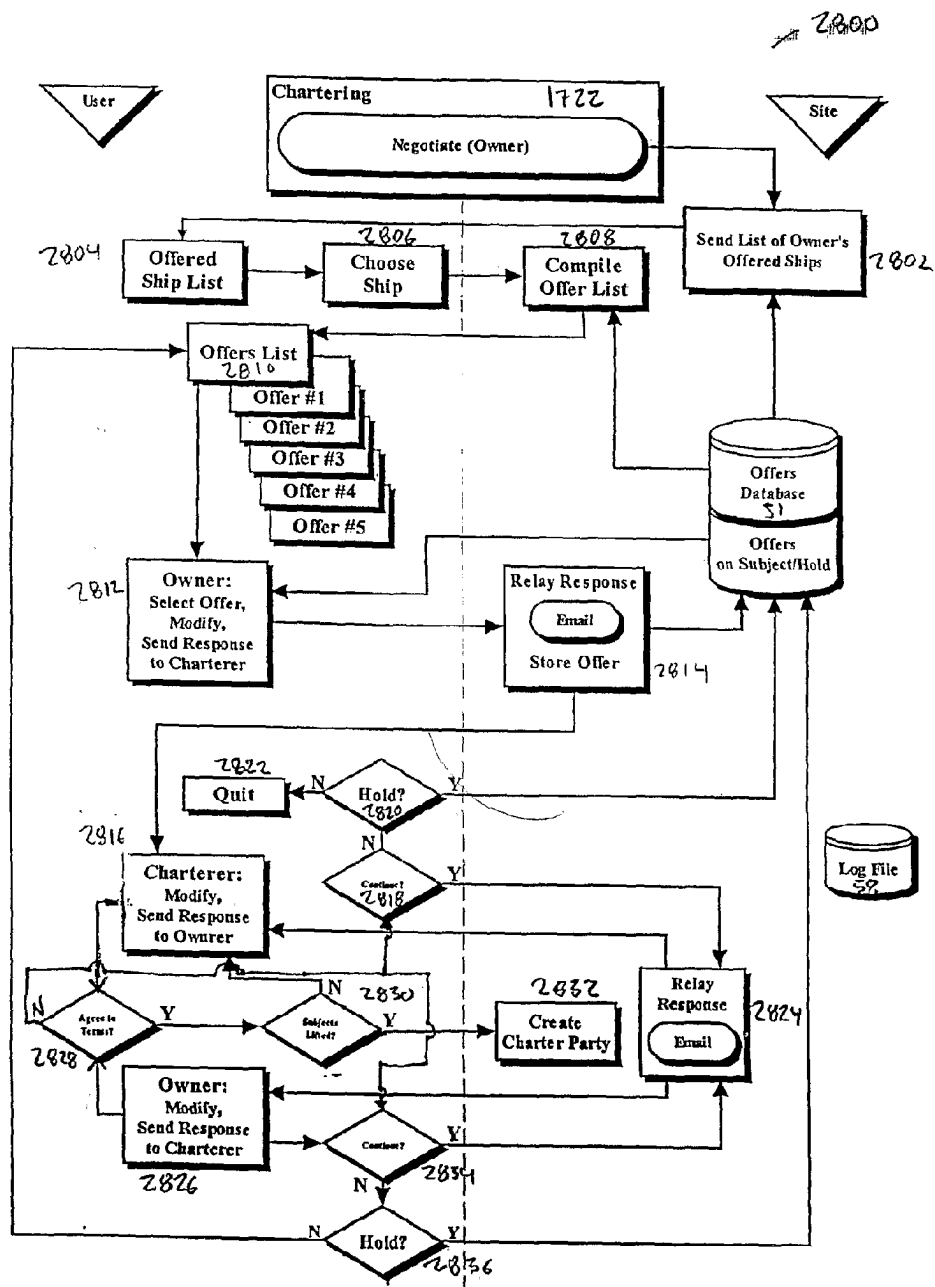 2800
User
Chartering
1722
Negotiate (Owner)
Site
2804
Offered
Ship List
2806
Choose
Ship
2808
Compile
Offer List
Send List of Owner's
Offered Ships
2802
Offers List
2810
Offer #1
Offer #2
Offer #3
Offer #4
Offer #5
Offers
Database
51
Offers
on Subject/Hold
2812
Owner:
Select Offer,
Modify,
Send Response
to Charterer
Relay Response
Email
Store Offer
2814
2822
Quit
N
Hold?
2820
Y
N
2816
Charterer:
Modify,
Send Response
to Owner
Continue?
2818
Y
Log File
N
2830
N
Agree to
Terms?
2828
Y
Subjects
Lifted?
Y
2832
Create
Charter Party
Relay
Response
Email
2824
Owner:
Modify,
Send Response
to Charterer
2826
Continue?
Y
2834
N
N
Hold?
Y
2836